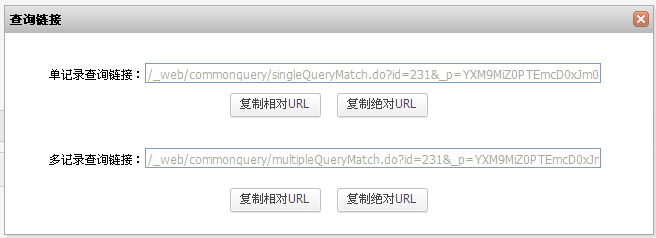 查询链接
单记录查询链接： /_web/commonquery/singleQueryMatch.do?id=231&_p=YXM9MiZ0PTEmcD0xJm0
复制相对URL 复制绝对URL
多记录查询链接： /_web/commonquery/multipleQueryMatch.do?id=231&_p=YXM9MiZ0PTEmcD0xJr
复制相对URL 复制绝对URL